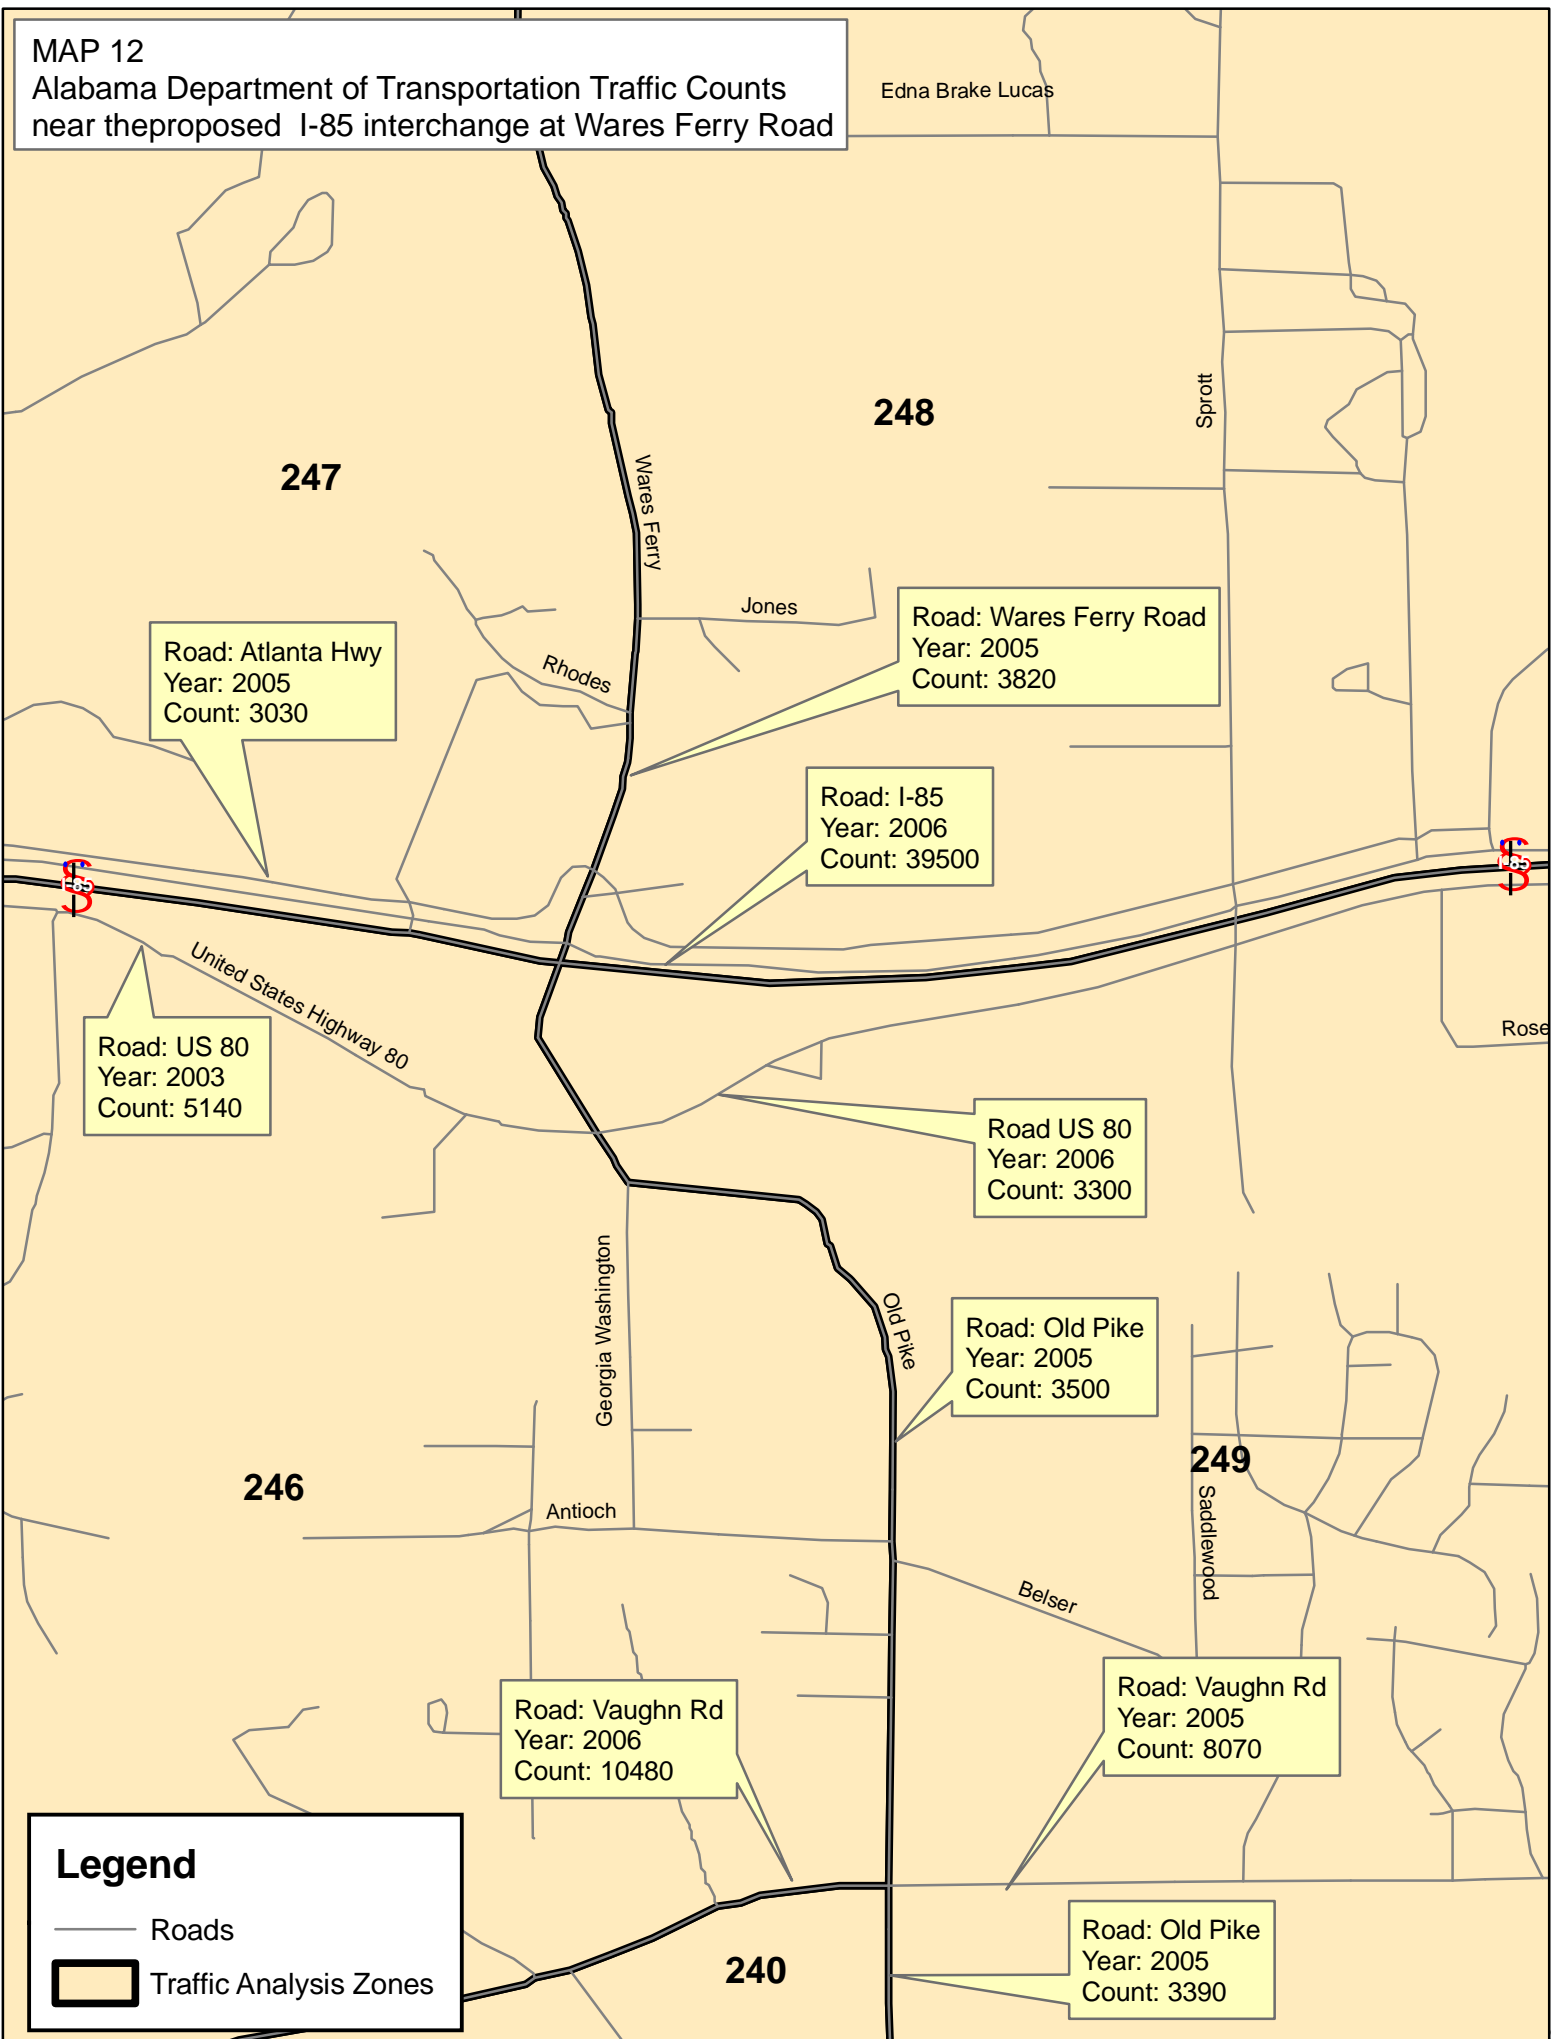 MAP 12
Alabama Department of Transportation Traffic Counts
near theproposed  I-85 interchange at Wares Ferry Road
Edna Brake Lucas
Sprott
248
247
Wares Ferry
Jones
Road: Wares Ferry Road
Year: 2005
Count: 3820
Road: Atlanta Hwy
Year: 2005
Count: 3030
Rhodes
Road: I-85
Year: 2006
Count: 39500
I-85
I-85
United States Highway 80
Road: US 80
Year: 2003
Count: 5140
Rose
Road US 80
Year: 2006
Count: 3300
Georgia Washington
Old Pike
Road: Old Pike
Year: 2005
Count: 3500
249
246
Antioch
Saddlewood
Belser
Road: Vaughn Rd
Year: 2006
Count: 10480
Road: Vaughn Rd
Year: 2005
Count: 8070
Legend
Roads
Traffic Analysis Zones
240
Road: Old Pike
Year: 2005
Count: 3390